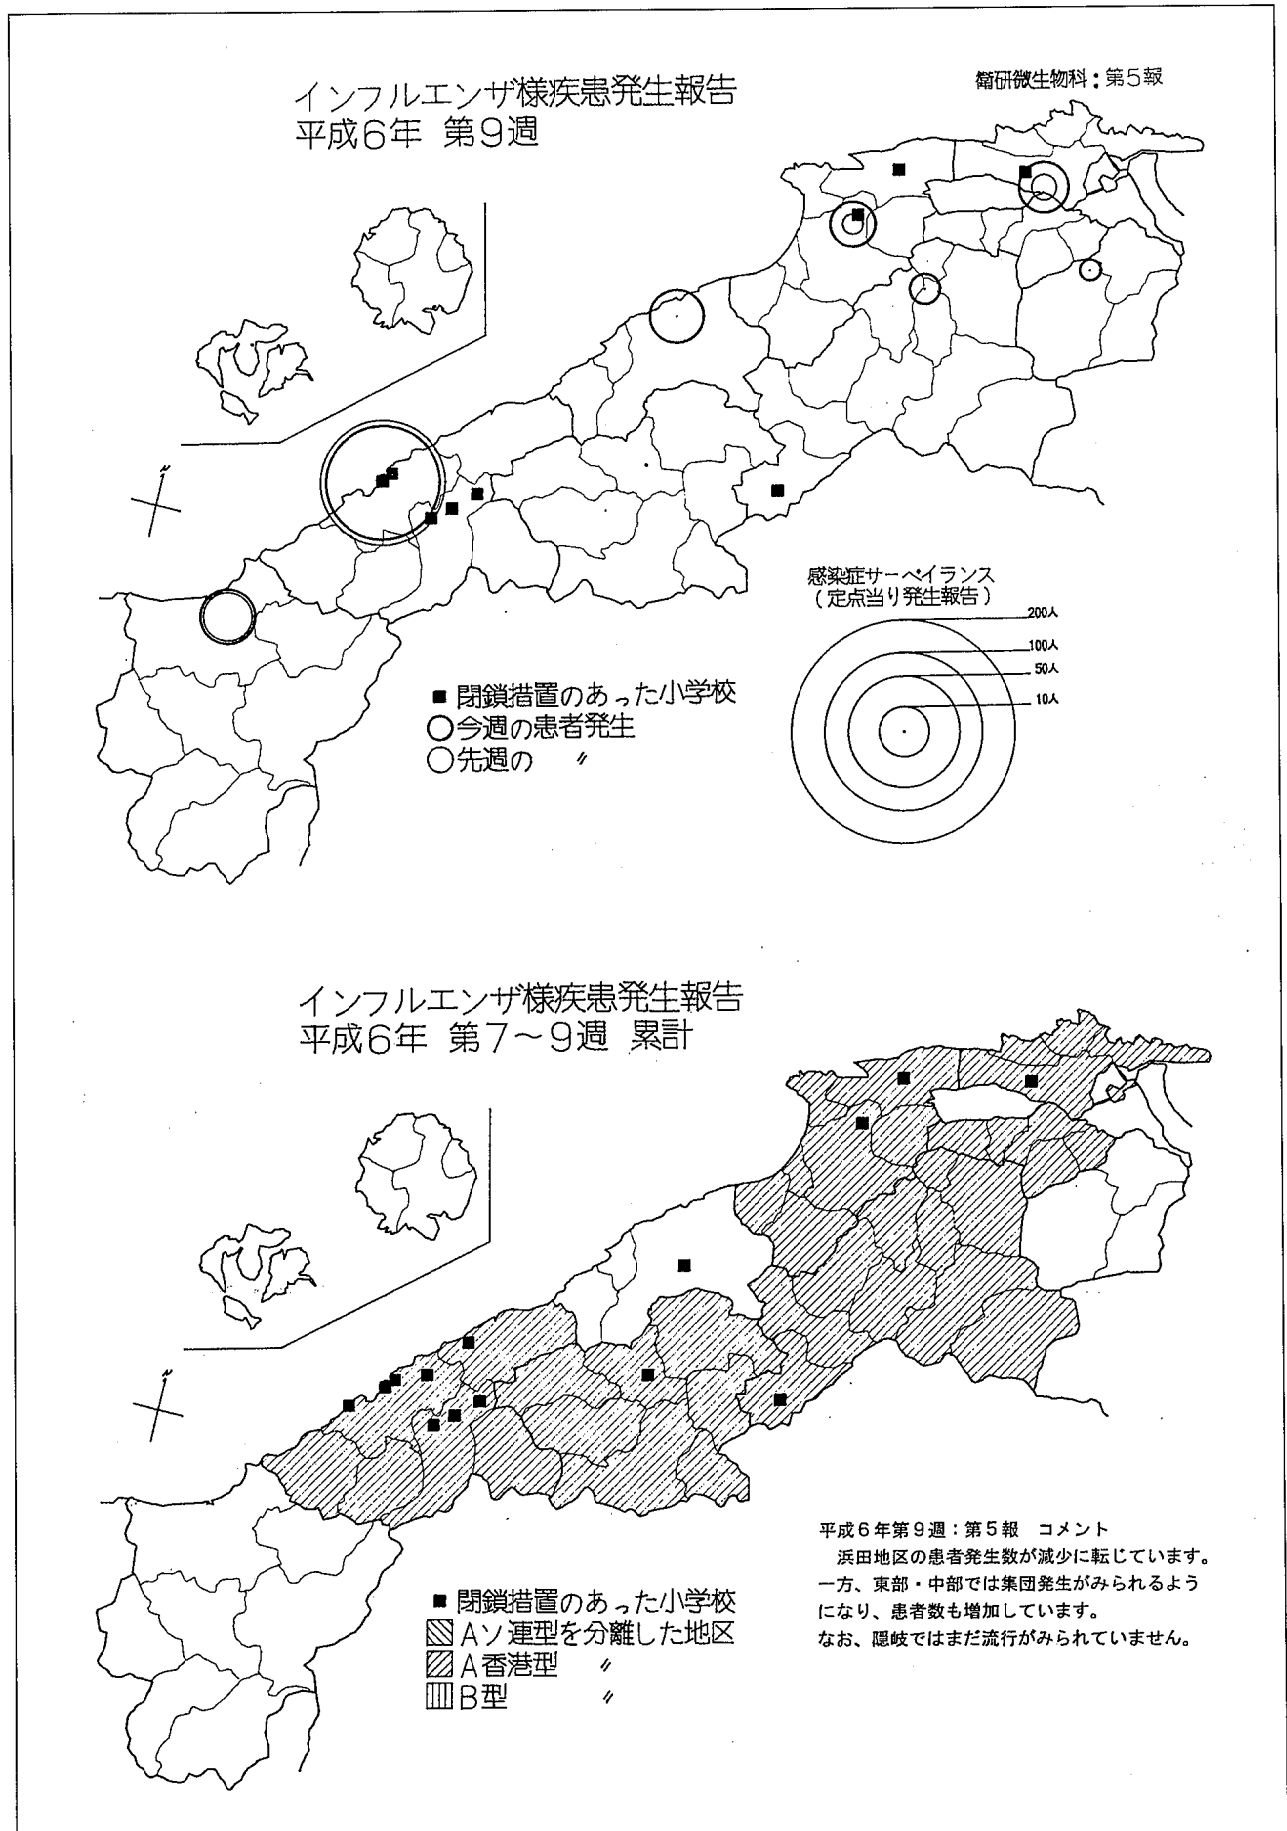 衛研微生物科：第5報
インフルエンザ様疾患発生報告
平成6年 第9週
N
感染症サーベイランス
（定点当り発生報告）
200人
100人
50人
10人
■ 閉鎖措置のあった小学校
○今週の患者発生
○先週の 〃
インフルエンザ様疾患発生報告
平成6年 第7～9週 累計
N
平成6年第9週：第5報 コメント
浜田地区の患者発生数が減少に転じています。
一方、東部・中部では集団発生がみられるよう
になり、患者数も増加しています。
なお、隠岐ではまだ流行がみられていません。
■ 閉鎖措置のあった小学校
Aソ連型を分離した地区
A香港型 〃
B型 〃